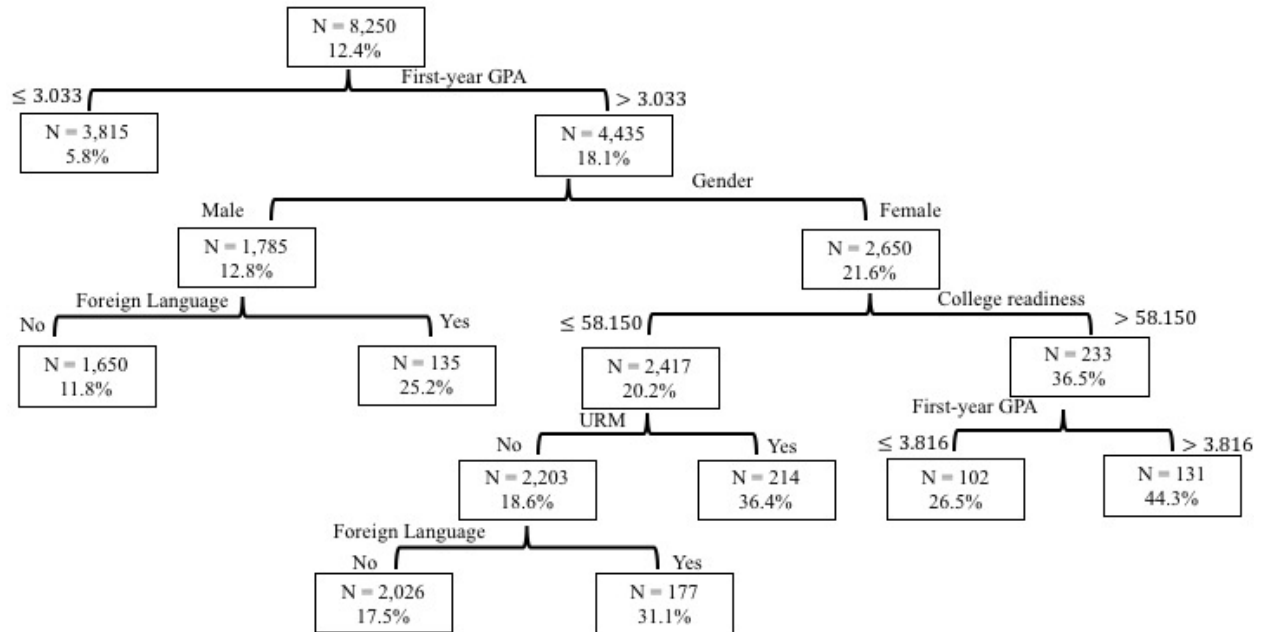 N = 8,250
12.4%
First-year GPA
≤ 3.033
> 3.033
N = 3,815
5.8%
N = 4,435
18.1%
Gender
Male
Female
N = 1,785
12.8%
N = 2,650
21.6%
Foreign Language
College readiness
No
Yes
≤ 58.150
> 58.150
N = 1,650
11.8%
N = 135
25.2%
N = 2,417
20.2%
N = 233
36.5%
URM
First-year GPA
No
Yes
≤ 3.816
> 3.816
N = 2,203
18.6%
N = 214
36.4%
N = 102
26.5%
N = 131
44.3%
Foreign Language
No
Yes
N = 2,026
17.5%
N = 177
31.1%